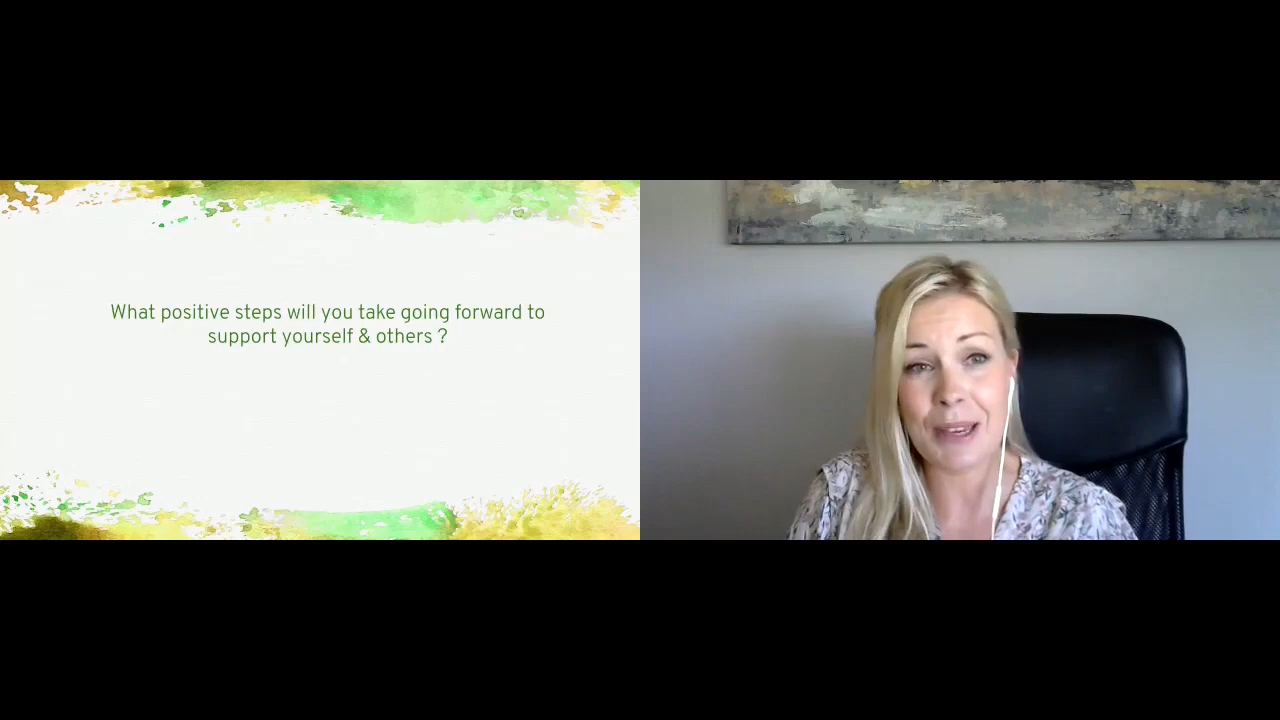 What positive steps will you take going forward to
support yourself & others ?